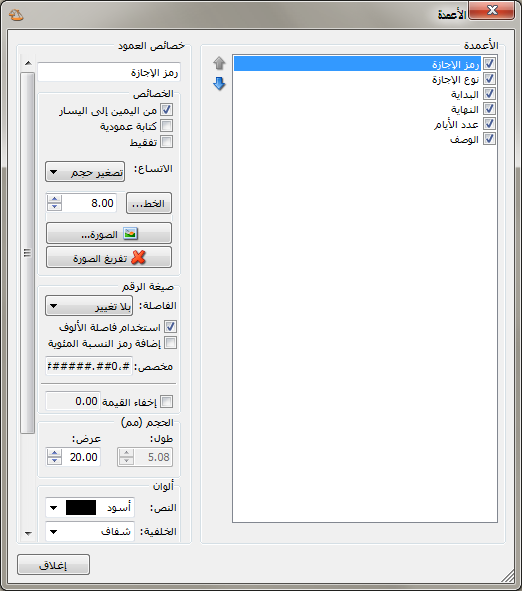 الأعمدة
الأعمدة
رمز الإجازة
نوع الإجازة
البداية
النهاية
عدد الأيام
الوصف
خصائص العمود
رمز الإجازة
الخصائص
من اليمين إلى اليسار
كتابة عمودية
تفقيط
الاتساع: تصغير حجم
الخط... 8.00
الصورة...
تفريغ الصورة
صيغة الرقم
الفاصلة: بلا تغيير
استخدام فاصلة الألوف
إضافة رمز النسبة المئوية
مخصص: #،##0.######
إخفاء القيمة 0.00
الحجم (مم)
طول: عرض:
5.08 20.00
ألوان
النص: أسود
الخلفية: شفاف
إغلاق